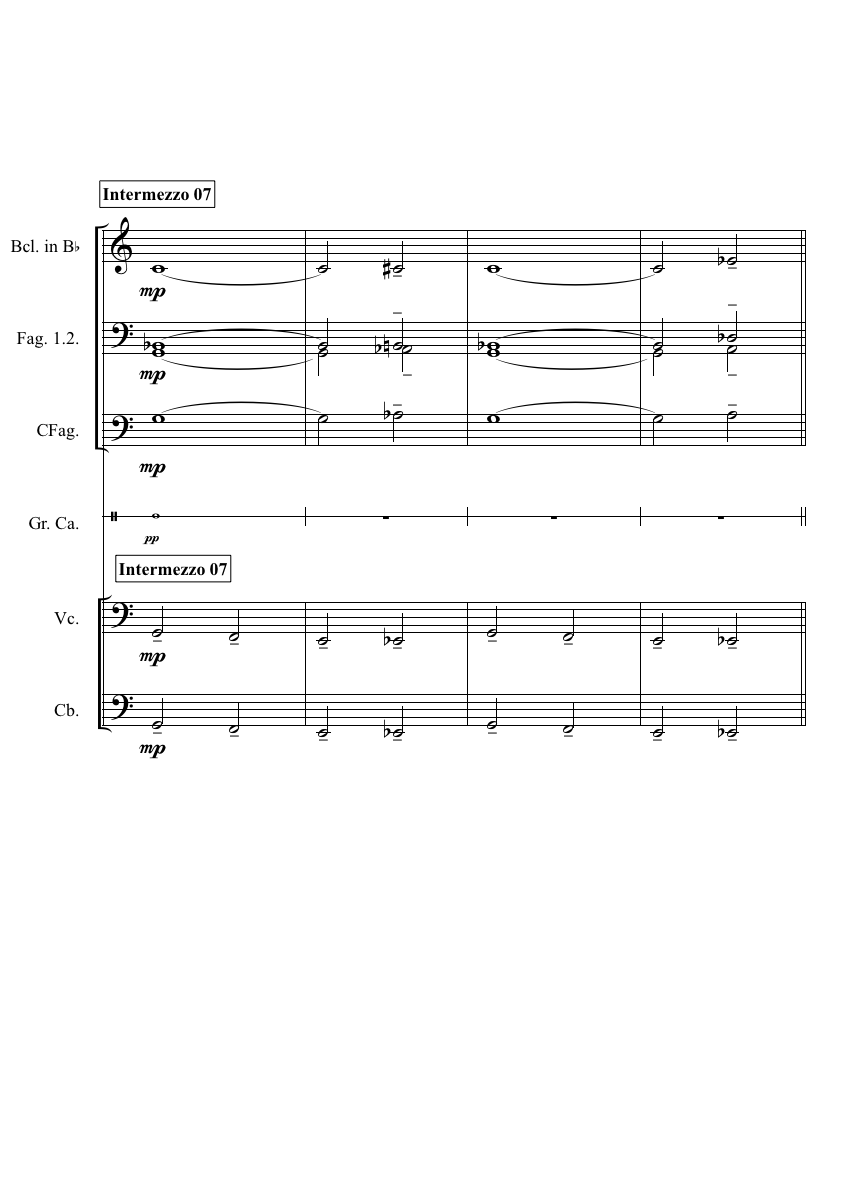 Intermezzo 07
Bcl. in B♭
mp
Fag. 1.2.
mp
CFag.
mp
Gr. Ca.
pp
Intermezzo 07
Vc.
mp
Cb.
mp